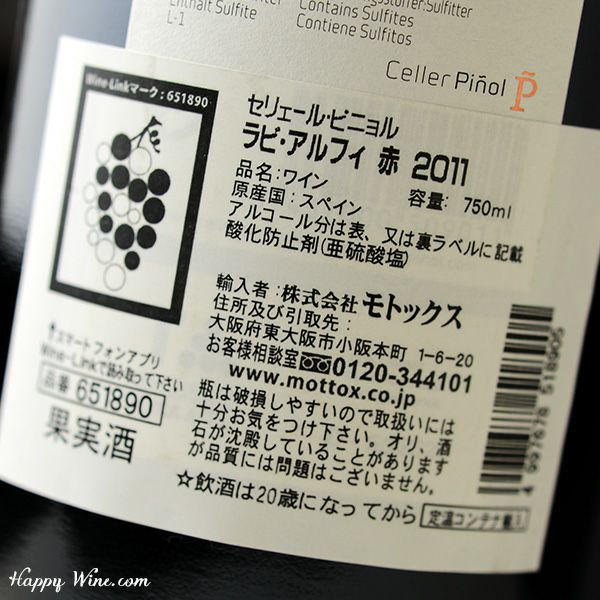 Enthält Sulfite
L-1
Contains Sulfites
Contiene Sulfitos
Celler Piñol
Wine-Linkマーク：651890
セリェール・ピニョル
ラビ・アルフィ 赤 2011
品名：ワイン 容量: 750ml
原産国：スペイン
アルコール分は表、又は裏ラベルに記載
酸化防止剤(亜硫酸塩)
輸入者：株式会社 モトックス
住所及び引取先：
大阪府東大阪市小阪本町 1-6-20
お客様相談室 0120-344101
www.mottox.co.jp
瓶は破損しやすいので取扱いには
十分お気をつけ下さい。オリ、酒
石が沈殿していることがあります
が品質には問題はございません。
☆飲酒は20歳になってから
スマートフォンアプリ
Wine-Linkで読み取って下さい
品番 651890
果実酒
4 997678 518905
Happy Wine.com